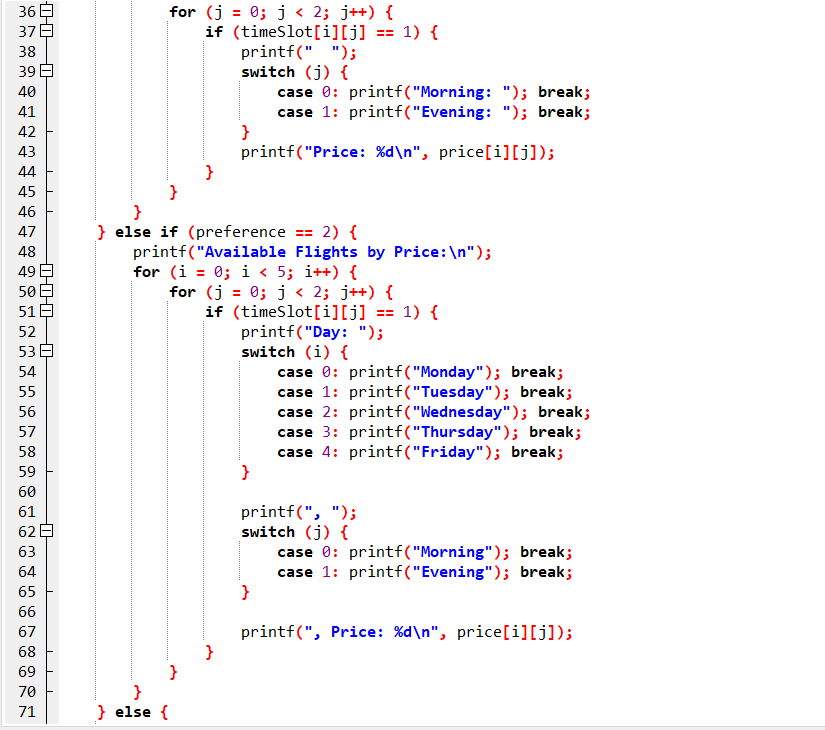 36 for (j = 0; j < 2; j++) {
37 if (timeSlot[i][j] == 1) {
38 printf("  ");
39 switch (j) {
40 case 0: printf("Morning: "); break;
41 case 1: printf("Evening: "); break;
42 }
43 printf("Price: %d\n", price[i][j]);
44 }
45 }
46 }
47 } else if (preference == 2) {
48 printf("Available Flights by Price:\n");
49 for (i = 0; i < 5; i++) {
50 for (j = 0; j < 2; j++) {
51 if (timeSlot[i][j] == 1) {
52 printf("Day: ");
53 switch (i) {
54 case 0: printf("Monday"); break;
55 case 1: printf("Tuesday"); break;
56 case 2: printf("Wednesday"); break;
57 case 3: printf("Thursday"); break;
58 case 4: printf("Friday"); break;
59 }
60
61 printf(", ");
62 switch (j) {
63 case 0: printf("Morning"); break;
64 case 1: printf("Evening"); break;
65 }
66
67 printf(", Price: %d\n", price[i][j]);
68 }
69 }
70 }
71 } else {